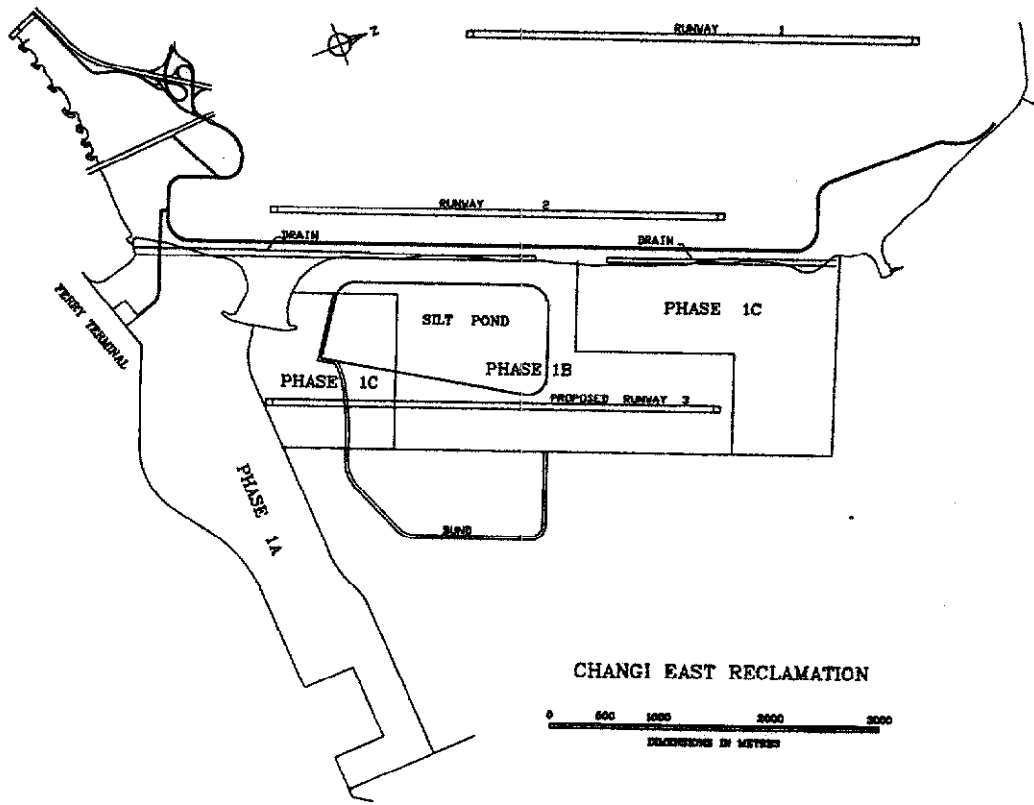 Z
RUNWAY 1
RUNWAY 2
DRAIN
DRAIN
FERRY TERMINAL
SILT POND
PHASE 1C
PHASE 1B
PHASE 1C
PROPOSED RUNWAY 3
PHASE 1A
BUND
CHANGI EAST RECLAMATION
0 500 1000 2000 3000
DIMENSIONS IN METRES